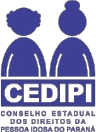 CEDIPI
CONSELHO ESTADUAL
DOS DIREITOS DA
PESSOA IDOSA DO PARANÁ